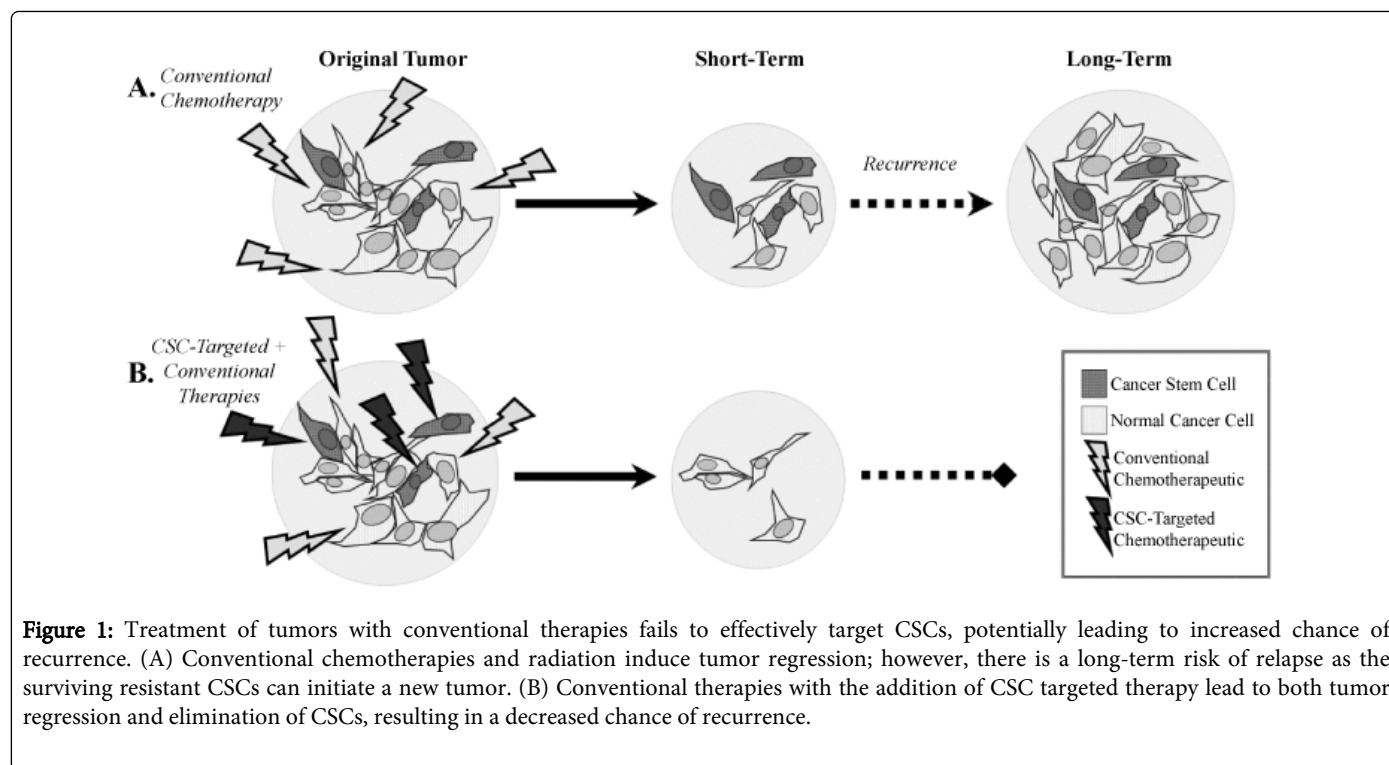 Original Tumor
Short-Term
Long-Term
A. Conventional
Chemotherapy
Recurrence
B. CSC-Targeted +
Conventional
Therapies
Cancer Stem Cell
Normal Cancer Cell
Conventional
Chemotherapeutic
CSC-Targeted
Chemotherapeutic
Figure 1: Treatment of tumors with conventional therapies fails to effectively target CSCs, potentially leading to increased chance of
recurrence. (A) Conventional chemotherapies and radiation induce tumor regression; however, there is a long-term risk of relapse as the
surviving resistant CSCs can initiate a new tumor. (B) Conventional therapies with the addition of CSC targeted therapy lead to both tumor
regression and elimination of CSCs, resulting in a decreased chance of recurrence.